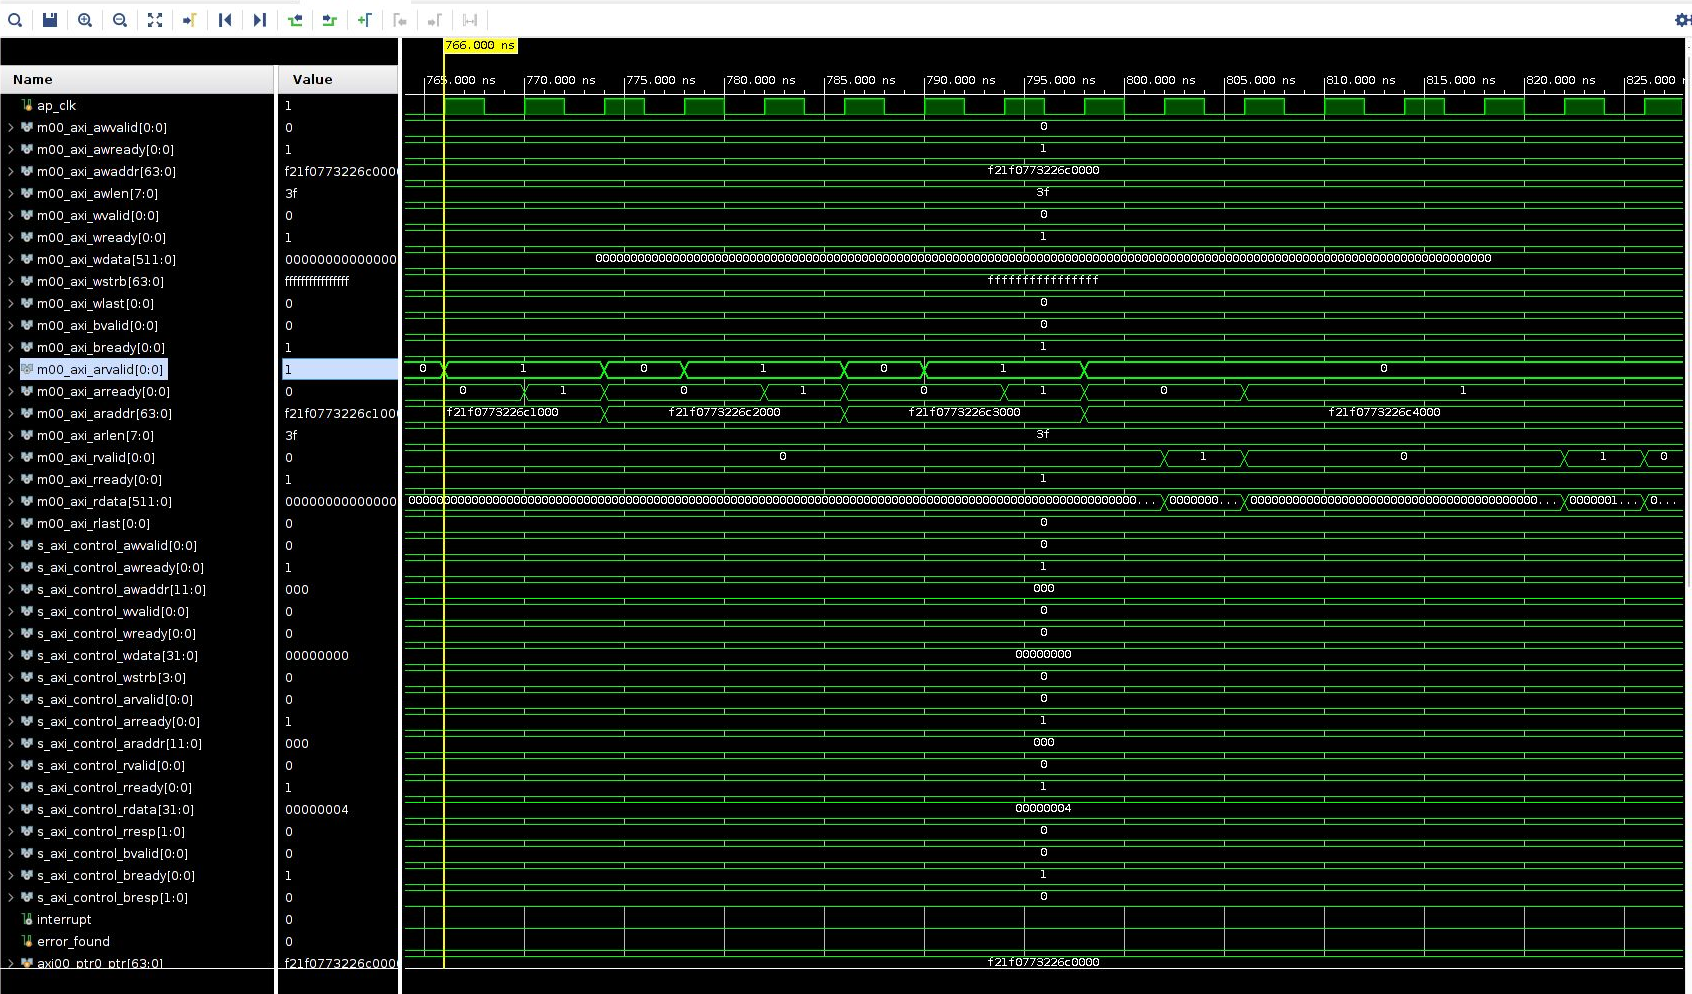 766.000 ns
Name Value
765.000 ns 770.000 ns 775.000 ns 780.000 ns 785.000 ns 790.000 ns 795.000 ns 800.000 ns 805.000 ns 810.000 ns 815.000 ns 820.000 ns 825.000
ap_clk 1
m00_axi_awvalid[0:0] 0 0
m00_axi_awready[0:0] 1 1
m00_axi_awaddr[63:0] f21f0773226c000 f21f0773226c0000
m00_axi_awlen[7:0] 3f 3f
m00_axi_wvalid[0:0] 0 0
m00_axi_wready[0:0] 1 1
m00_axi_wdata[511:0]
m00_axi_wstrb[63:0] ffffffffffffffff ffffffffffffffff
m00_axi_wlast[0:0] 0 0
m00_axi_bvalid[0:0] 0 0
m00_axi_bready[0:0] 1 1
m00_axi_arvalid[0:0] 1 0 1 0 1 0 1 0
m00_axi_arready[0:0] 0 0 1 0 1 0 1 0 1
m00_axi_araddr[63:0] f21f0773226c100 f21f0773226c1000 f21f0773226c2000 f21f0773226c3000 f21f0773226c4000
m00_axi_arlen[7:0] 3f 3f
m00_axi_rvalid[0:0] 0 0 1 0 1 0
m00_axi_rready[0:0] 1 1
m00_axi_rdata[511:0] 0000000... 0000001... 0...
m00_axi_rlast[0:0] 0 0
s_axi_control_awvalid[0:0] 0 0
s_axi_control_awready[0:0] 1 1
s_axi_control_awaddr[11:0] 000 000
s_axi_control_wvalid[0:0] 0 0
s_axi_control_wready[0:0] 0 0
s_axi_control_wdata[31:0] 00000000 00000000
s_axi_control_wstrb[3:0] 0 0
s_axi_control_arvalid[0:0] 0 0
s_axi_control_arready[0:0] 1 1
s_axi_control_araddr[11:0] 000 000
s_axi_control_rvalid[0:0] 0 0
s_axi_control_rready[0:0] 1 1
s_axi_control_rdata[31:0] 00000004 00000004
s_axi_control_rresp[1:0] 0 0
s_axi_control_bvalid[0:0] 0 0
s_axi_control_bready[0:0] 1 1
s_axi_control_bresp[1:0] 0 0
interrupt 0
error_found 0
axi00_ptr0_ptr[63:0] f21f0773226c000 f21f0773226c0000